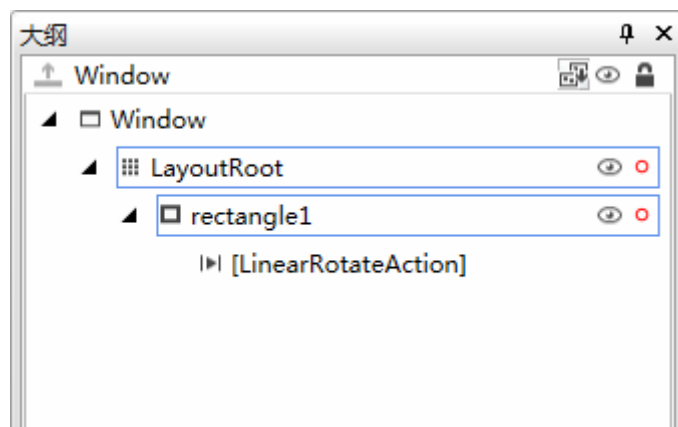 大纲
Window
Window
LayoutRoot
rectangle1
[LinearRotateAction]